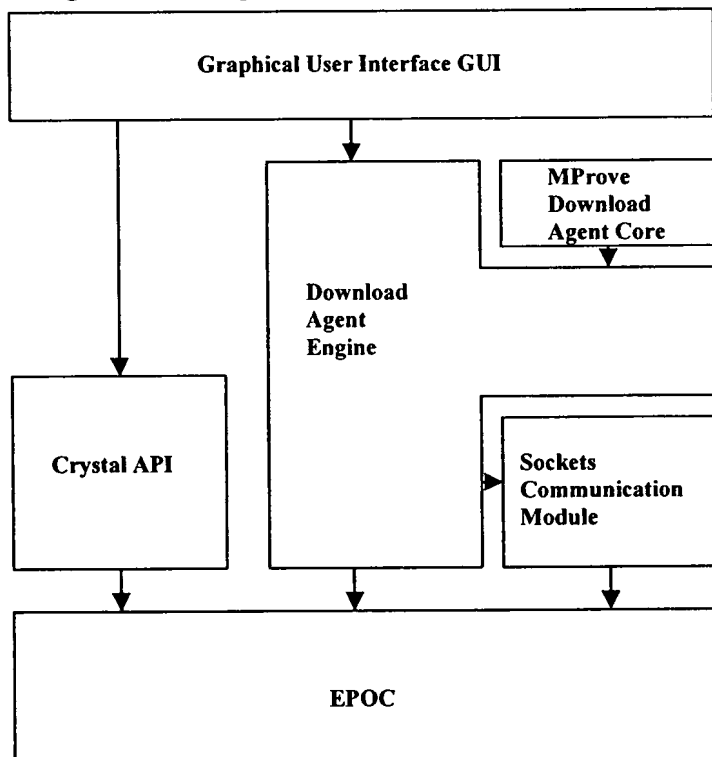 Graphical User Interface GUI
MProve
Download
Agent Core
Download
Agent
Engine
Crystal API
Sockets
Communication
Module
EPOC